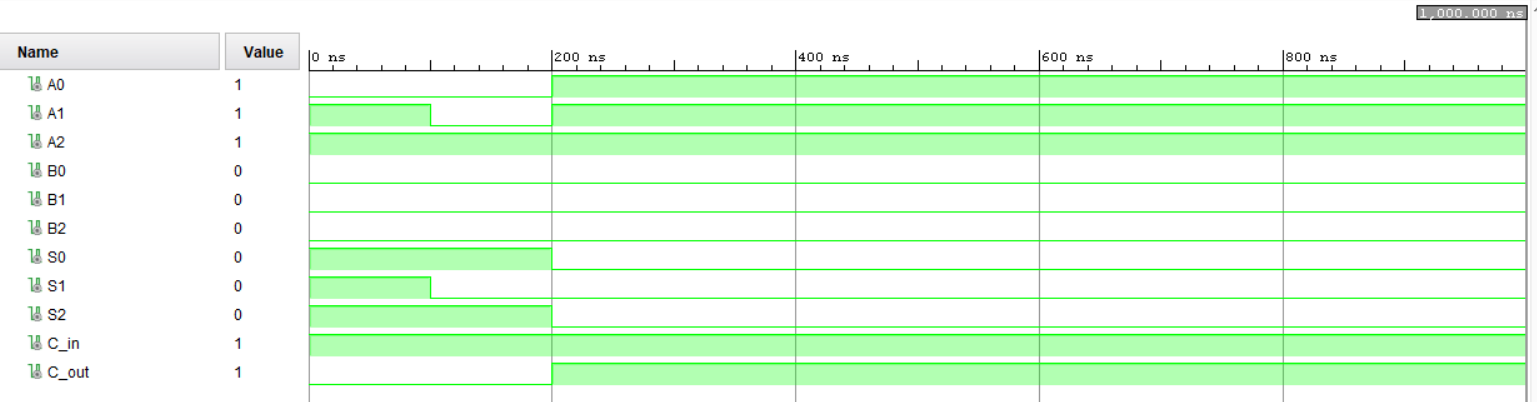 1,000.000 ns
Name Value
0 ns 200 ns 400 ns 600 ns 800 ns
A0 1
A1 1
A2 1
B0 0
B1 0
B2 0
S0 0
S1 0
S2 0
C_in 1
C_out 1